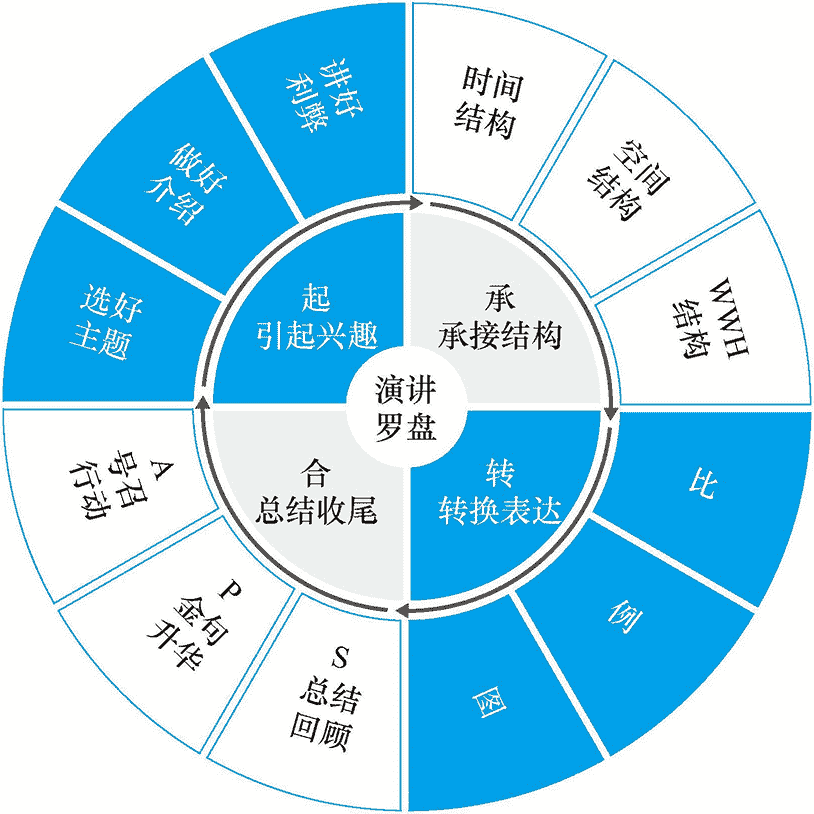 演讲
罗盘
起
引起兴趣
选好
主题
做好
介绍
讲好
利弊
承
承接结构
时间
结构
空间
结构
WWH
结构
转
转换表达
比
例
图
合
总结收尾
S
总结
回顾
P
金句
升华
A
号召
行动